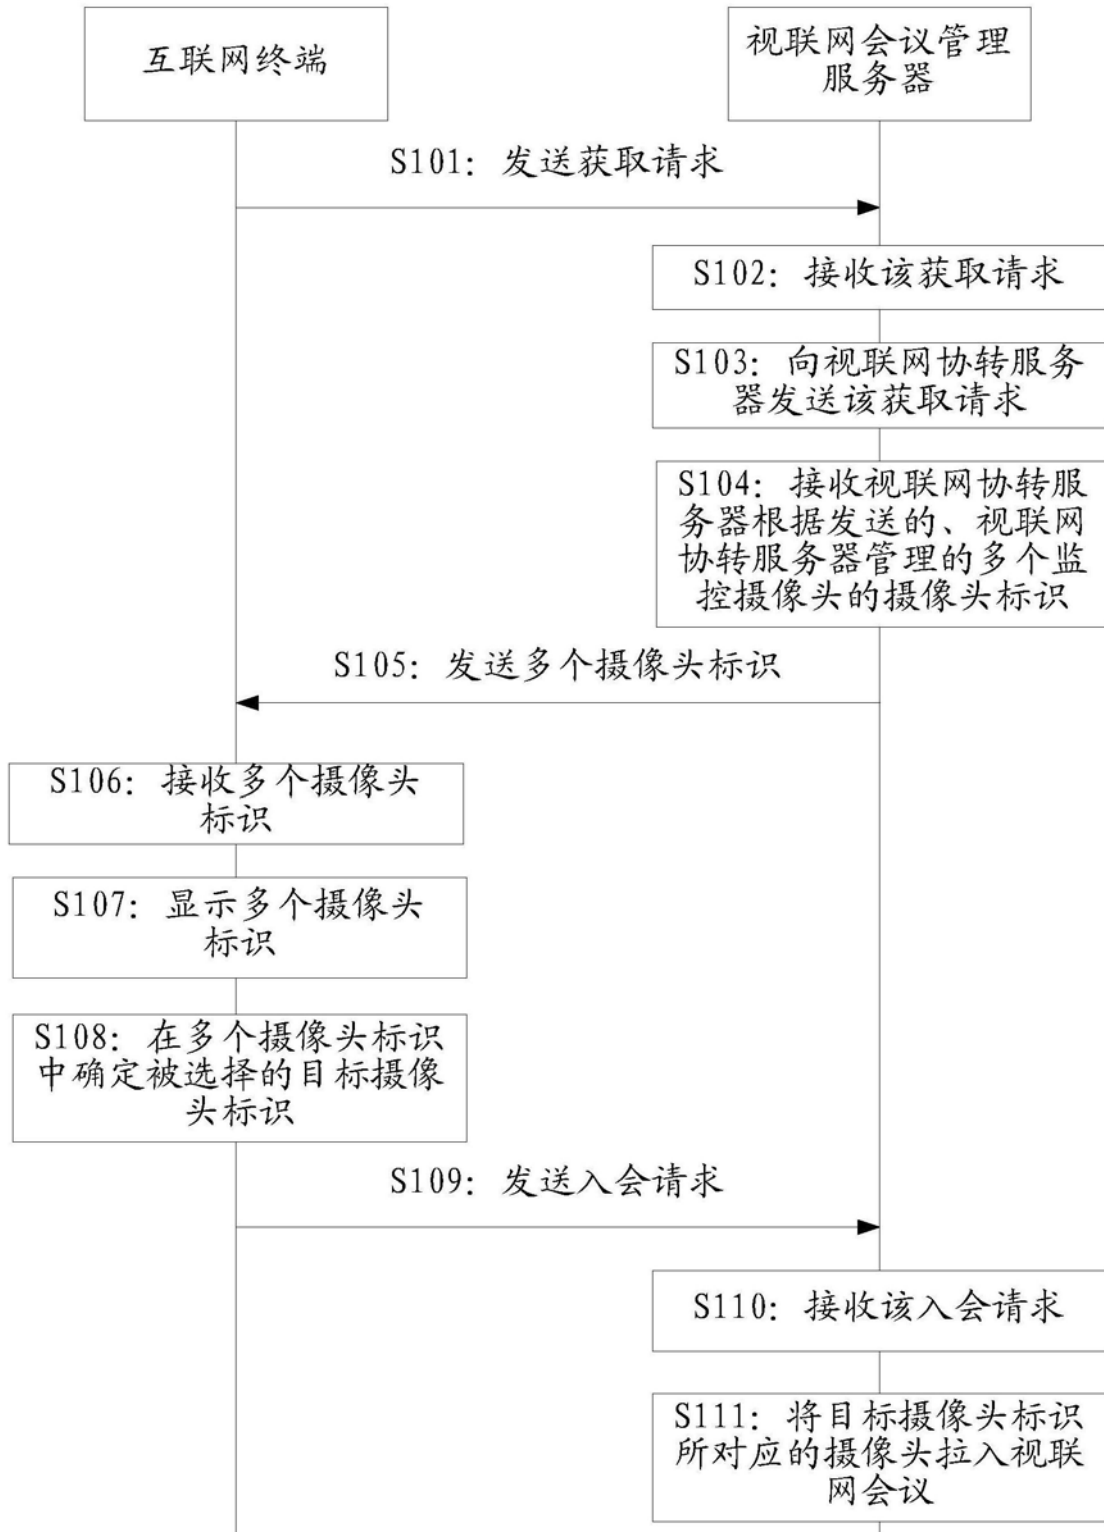 互联网终端
视联网会议管理
服务器
S101：发送获取请求
S102：接收该获取请求
S103：向视联网协转服务
器发送该获取请求
S104：接收视联网协转服
务器根据发送的、视联网
协转服务器管理的多个监
控摄像头的摄像头标识
S105：发送多个摄像头标识
S106：接收多个摄像头
标识
S107：显示多个摄像头
标识
S108：在多个摄像头标识
中确定被选择的目标摄像
头标识
S109：发送入会请求
S110：接收该入会请求
S111：将目标摄像头标识
所对应的摄像头拉入视联
网会议